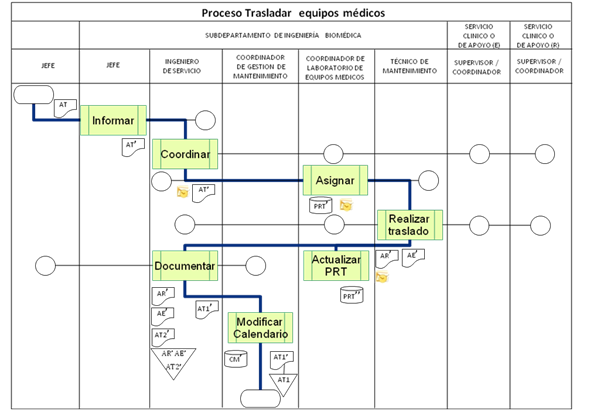 Proceso Trasladar equipos médicos
SUBDEPARTAMENTO DE INGENIERÍA BIOMÉDICA
SERVICIO
CLINICO O
DE APOYO (E)
SERVICIO
CLINICO O
DE APOYO (R)
JEFE
JEFE
INGENIERO
DE SERVICIO
COORDINADOR
DE GESTION DE
MANTENIMIENTO
COORDINADOR DE
LABORATORIO DE
EQUIPOS MEDICOS
TÉCNICO DE
MANTENIMIENTO
SUPERVISOR /
COORDINADOR
SUPERVISOR /
COORDINADOR
AT
Informar
AT'
Coordinar
AT'
Asignar
PRT'
Realizar
traslado
AR'
AE'
Actualizar
PRT
PRT''
Documentar
AR'
AE'
AT2'
AR' AE'
AT2'
AT1'
Modificar
Calendario
CM'
AT1'
AT1